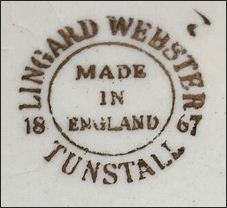 LINGARD WEBSTER
MADE
IN
ENGLAND
18 67
TUNSTALL